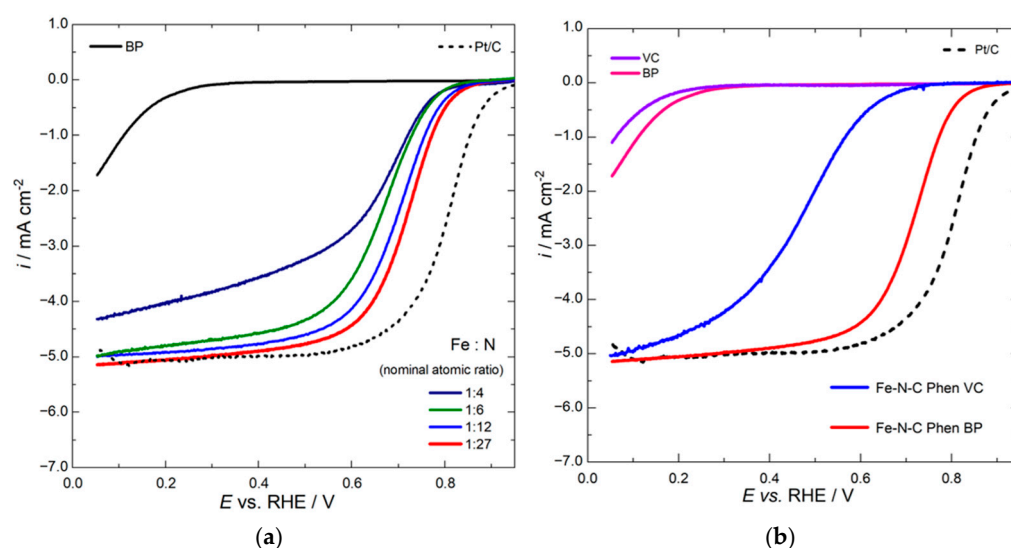 BP
Pt/C
1.0
0.0
−1.0
−2.0
−3.0
−4.0
−5.0
−6.0
−7.0
i / mA cm⁻²
Fe : N
(nominal atomic ratio)
1:4
1:6
1:12
1:27
0.0 0.2 0.4 0.6 0.8
E vs. RHE / V
(a)
VC
BP
Pt/C
1.0
0.0
−1.0
−2.0
−3.0
−4.0
−5.0
−6.0
−7.0
i / mA cm⁻²
Fe-N-C Phen VC
Fe-N-C Phen BP
0.0 0.2 0.4 0.6 0.8
E vs. RHE / V
(b)